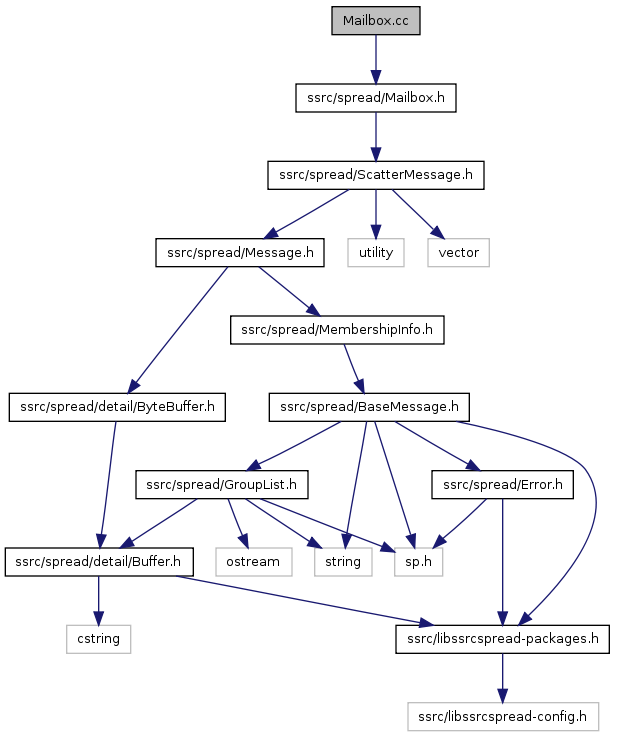 Mailbox.cc
ssrc/spread/Mailbox.h
ssrc/spread/ScatterMessage.h
ssrc/spread/Message.h
utility
vector
ssrc/spread/MembershipInfo.h
ssrc/spread/detail/ByteBuffer.h
ssrc/spread/BaseMessage.h
ssrc/spread/GroupList.h
ssrc/spread/Error.h
ssrc/spread/detail/Buffer.h
ostream
string
sp.h
cstring
ssrc/libssrcspread-packages.h
ssrc/libssrcspread-config.h